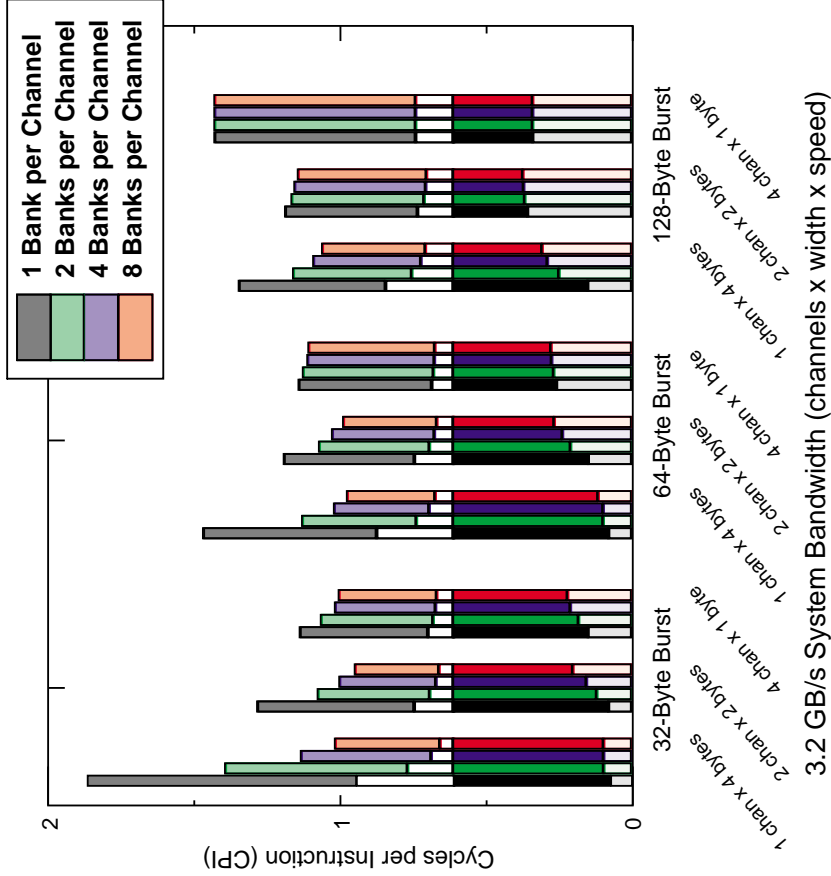 1 Bank per Channel
2 Banks per Channel
4 Banks per Channel
8 Banks per Channel
2
1
0
Cycles per Instruction (CPI)
32-Byte Burst
64-Byte Burst
128-Byte Burst
1 chan x 4 bytes
2 chan x 2 bytes
4 chan x 1 byte
1 chan x 4 bytes
2 chan x 2 bytes
4 chan x 1 byte
1 chan x 4 bytes
2 chan x 2 bytes
4 chan x 1 byte
3.2 GB/s System Bandwidth (channels x width x speed)